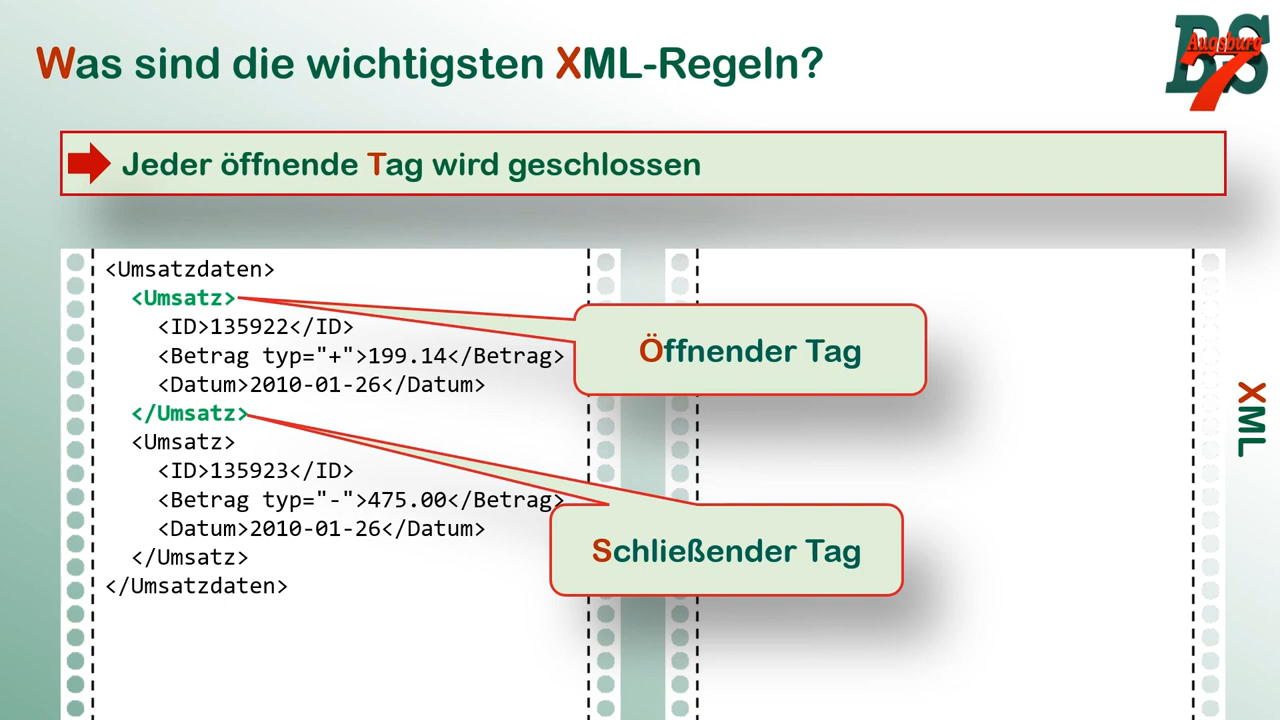 Was sind die wichtigsten XML-Regeln?
BS
Augsburg
7
Jeder öffnende Tag wird geschlossen
<Umsatzdaten>
  <Umsatz>
    <ID>135922</ID>
    <Betrag typ="+">199.14</Betrag>
    <Datum>2010-01-26</Datum>
  </Umsatz>
  <Umsatz>
    <ID>135923</ID>
    <Betrag typ="-">475.00</Betrag>
    <Datum>2010-01-26</Datum>
  </Umsatz>
</Umsatzdaten>
Öffnender Tag
Schließender Tag
XML